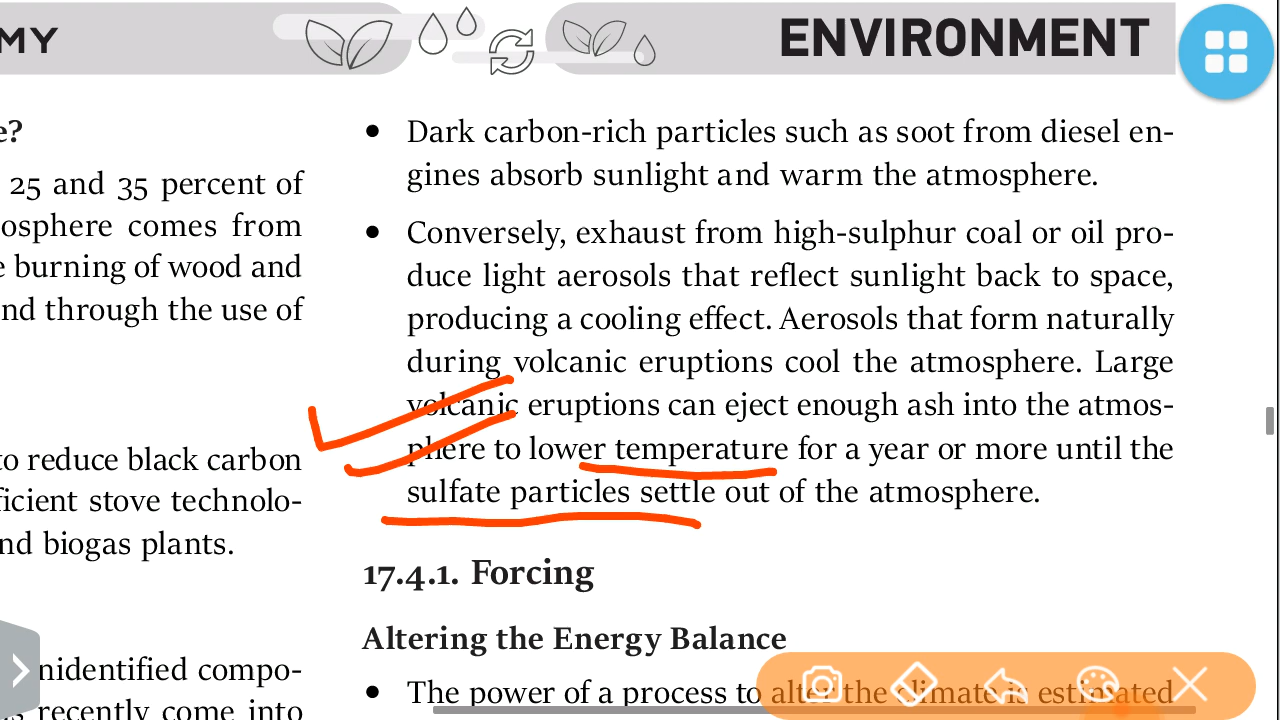 MY
ENVIRONMENT
e?
25 and 35 percent of
osphere comes from
e burning of wood and
nd through the use of
to reduce black carbon
ficient stove technolo-
nd biogas plants.
nidentified compo-
s recently come into
• Dark carbon-rich particles such as soot from diesel en-
gines absorb sunlight and warm the atmosphere.
• Conversely, exhaust from high-sulphur coal or oil pro-
duce light aerosols that reflect sunlight back to space,
producing a cooling effect. Aerosols that form naturally
during volcanic eruptions cool the atmosphere. Large
volcanic eruptions can eject enough ash into the atmos-
phere to lower temperature for a year or more until the
sulfate particles settle out of the atmosphere.
17.4.1. Forcing
Altering the Energy Balance
• The power of a process to alter the climate is estimated